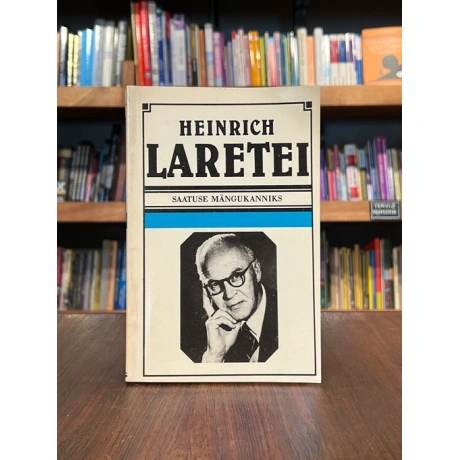 HEINRICH
LARETEI
SAATUSE MÄNGUKANNIKS